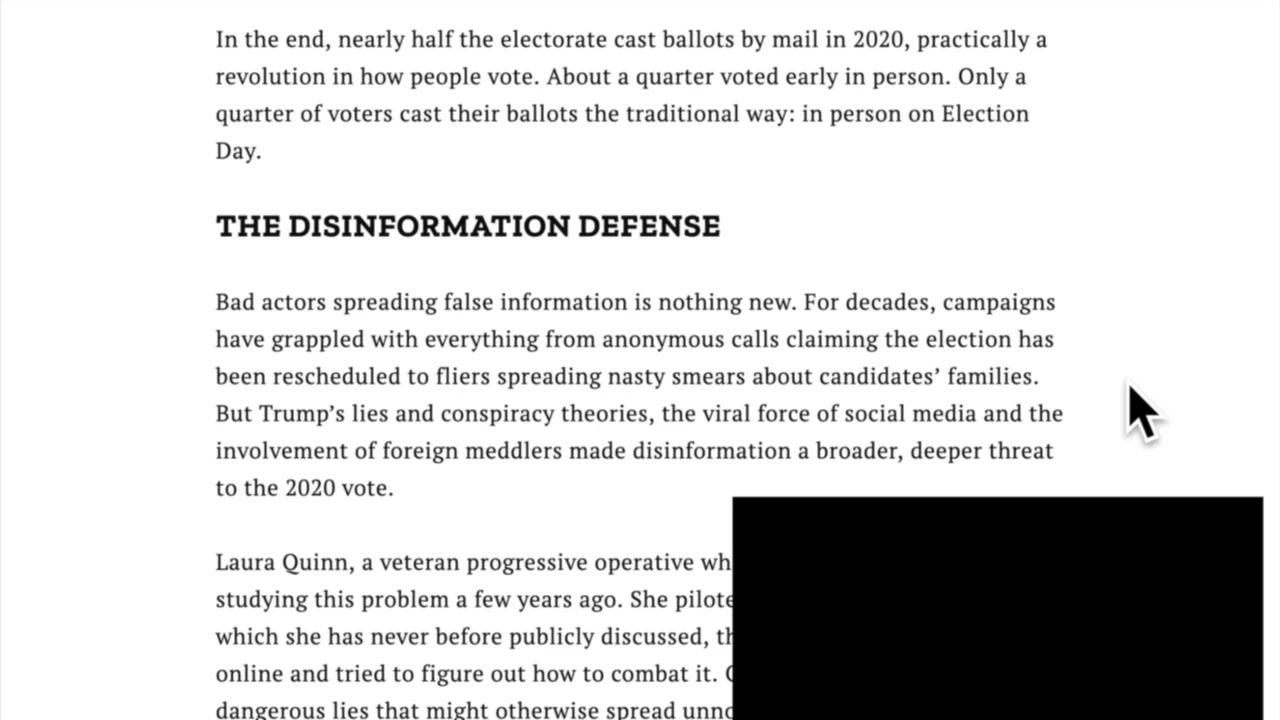 In the end, nearly half the electorate cast ballots by mail in 2020, practically a
revolution in how people vote. About a quarter voted early in person. Only a
quarter of voters cast their ballots the traditional way: in person on Election
Day.
THE DISINFORMATION DEFENSE
Bad actors spreading false information is nothing new. For decades, campaigns
have grappled with everything from anonymous calls claiming the election has
been rescheduled to fliers spreading nasty smears about candidates’ families.
But Trump’s lies and conspiracy theories, the viral force of social media and the
involvement of foreign meddlers made disinformation a broader, deeper threat
to the 2020 vote.
Laura Quinn, a veteran progressive operative
studying this problem a few years ago. She
which she has never before publicly discussed,
online and tried to figure out how to combat it.
dangerous lies that might otherwise spread